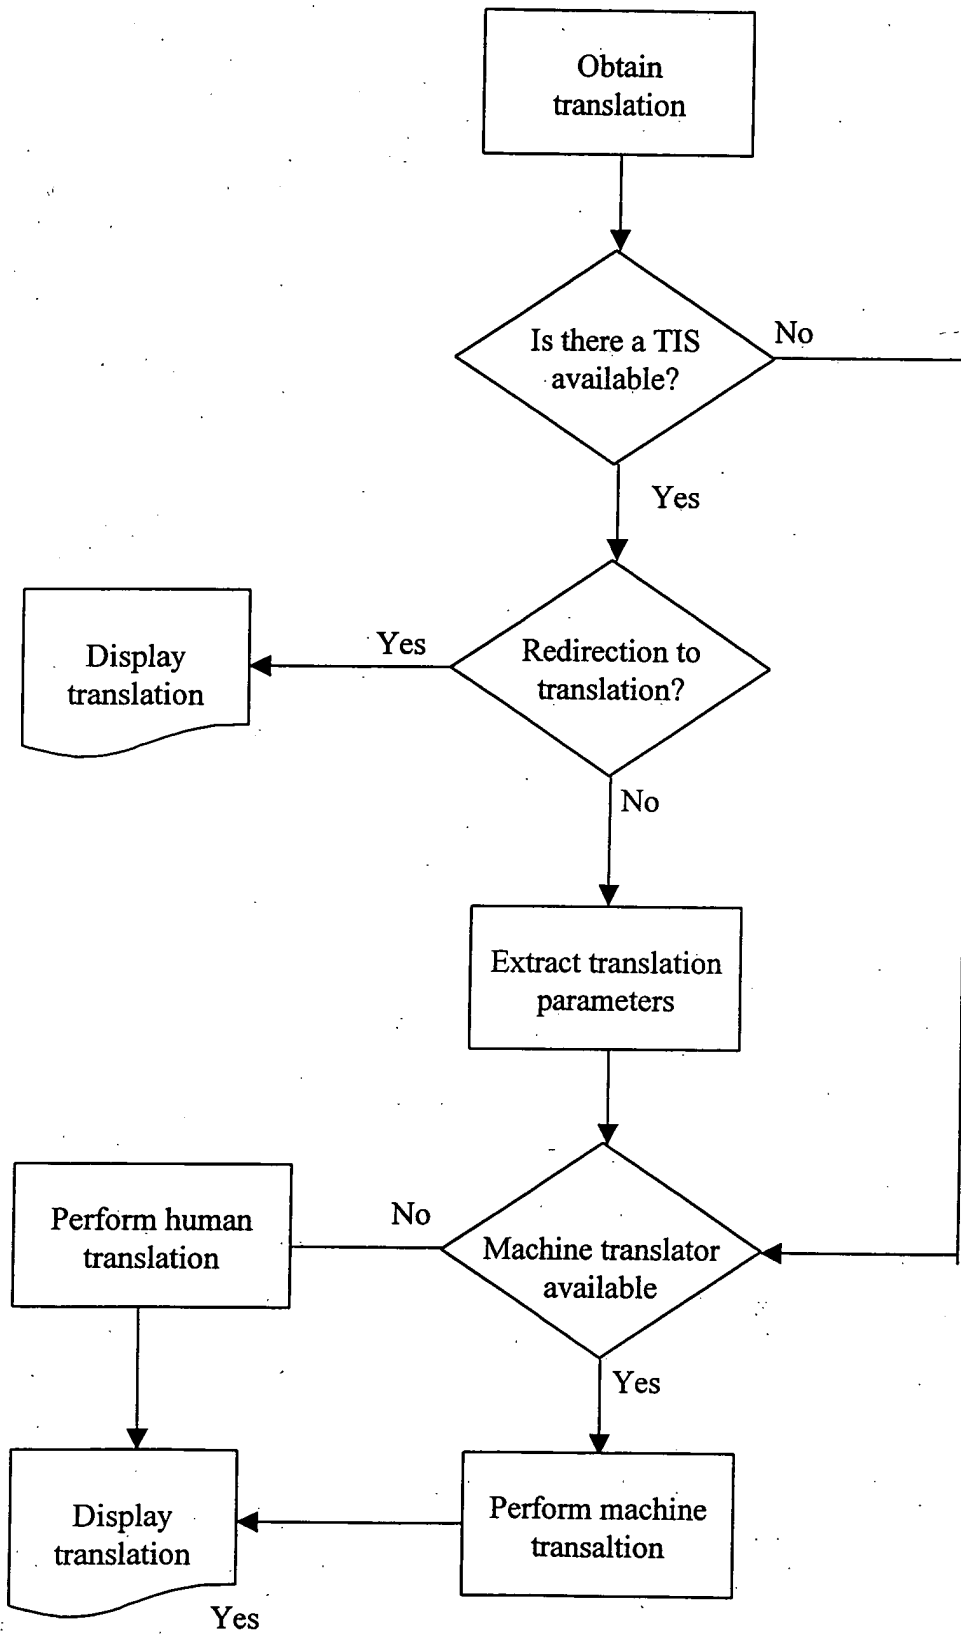 Obtain
translation
Is there a TIS
available?
No
Yes
Display
translation
Yes
Redirection to
translation?
No
Extract translation
parameters
Perform human
translation
No
Machine translator
available
Yes
Display
translation
Perform machine
transaltion
Yes